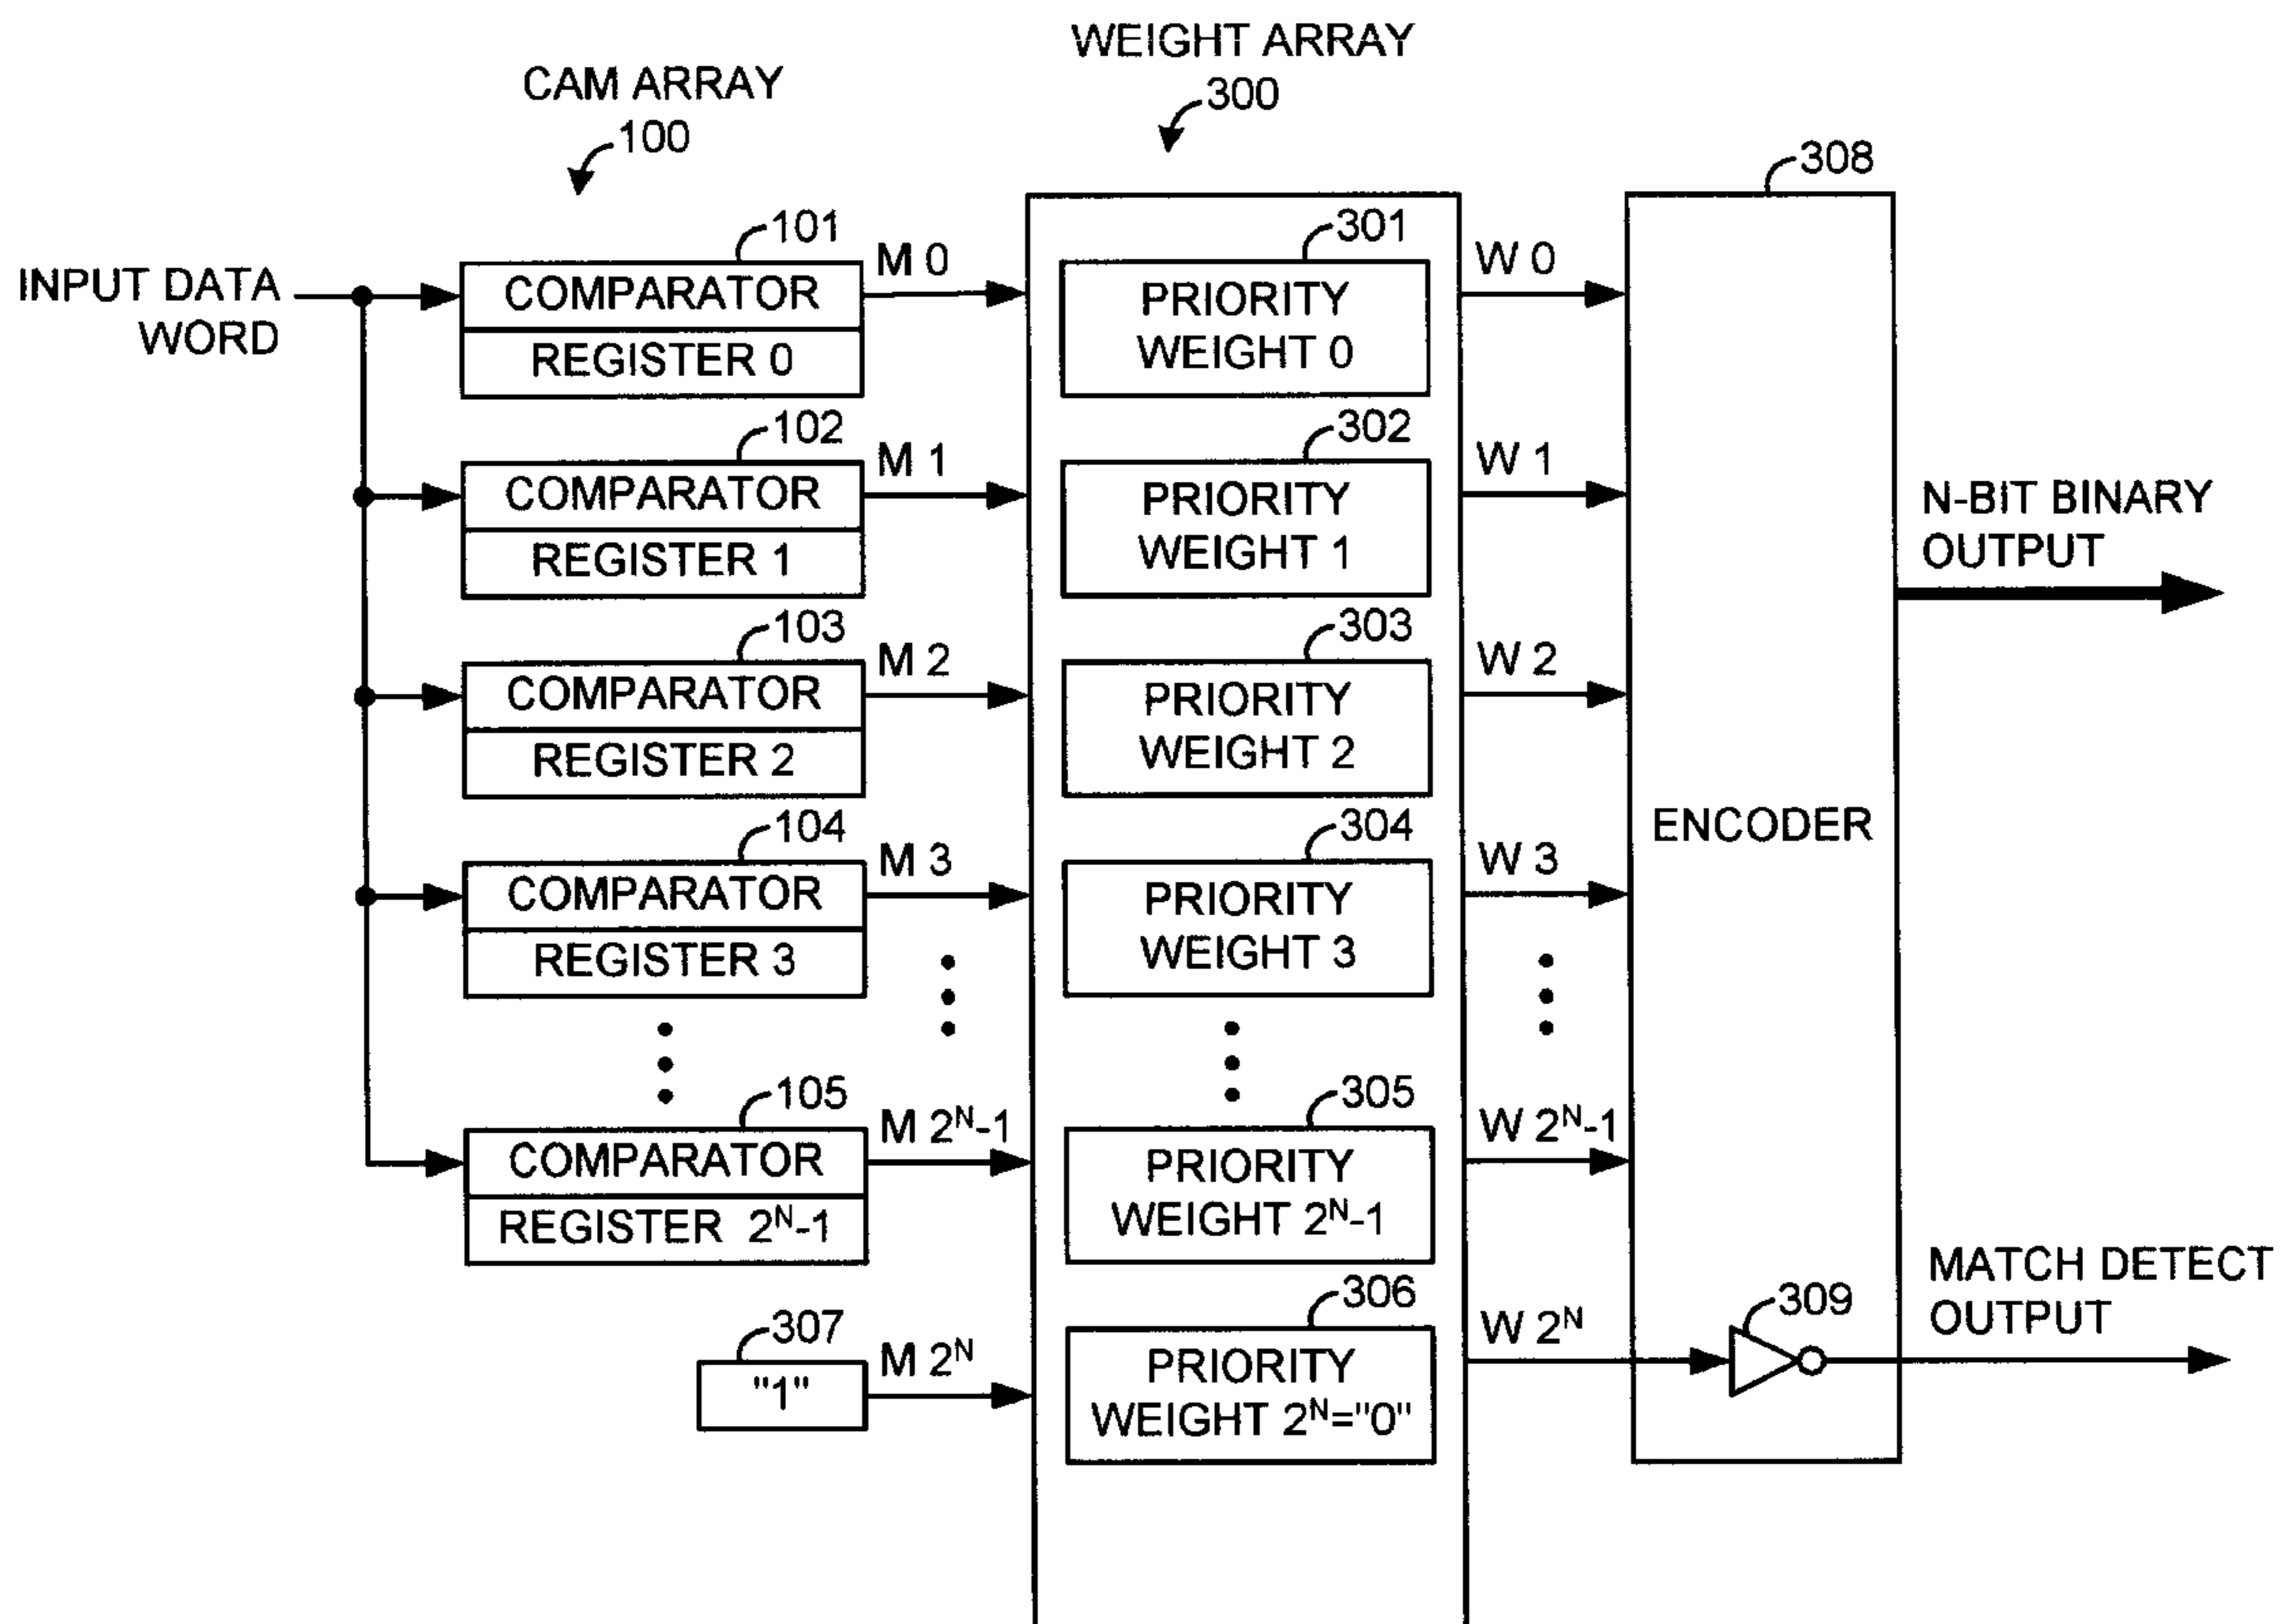 WEIGHT ARRAY
300
CAM ARRAY
100
308
101
M 0
301
W 0
INPUT DATA
WORD
COMPARATOR
REGISTER 0
PRIORITY
WEIGHT 0
102
M 1
302
W 1
COMPARATOR
REGISTER 1
PRIORITY
WEIGHT 1
N-BIT BINARY
OUTPUT
103
M 2
303
W 2
COMPARATOR
REGISTER 2
PRIORITY
WEIGHT 2
104
M 3
304
W 3
ENCODER
COMPARATOR
REGISTER 3
PRIORITY
WEIGHT 3
105
M 2ᴺ-1
305
W 2ᴺ-1
COMPARATOR
REGISTER 2ᴺ-1
PRIORITY
WEIGHT 2ᴺ-1
MATCH DETECT
OUTPUT
307
M 2ᴺ
306
W 2ᴺ
309
"1"
PRIORITY
WEIGHT 2ᴺ="0"